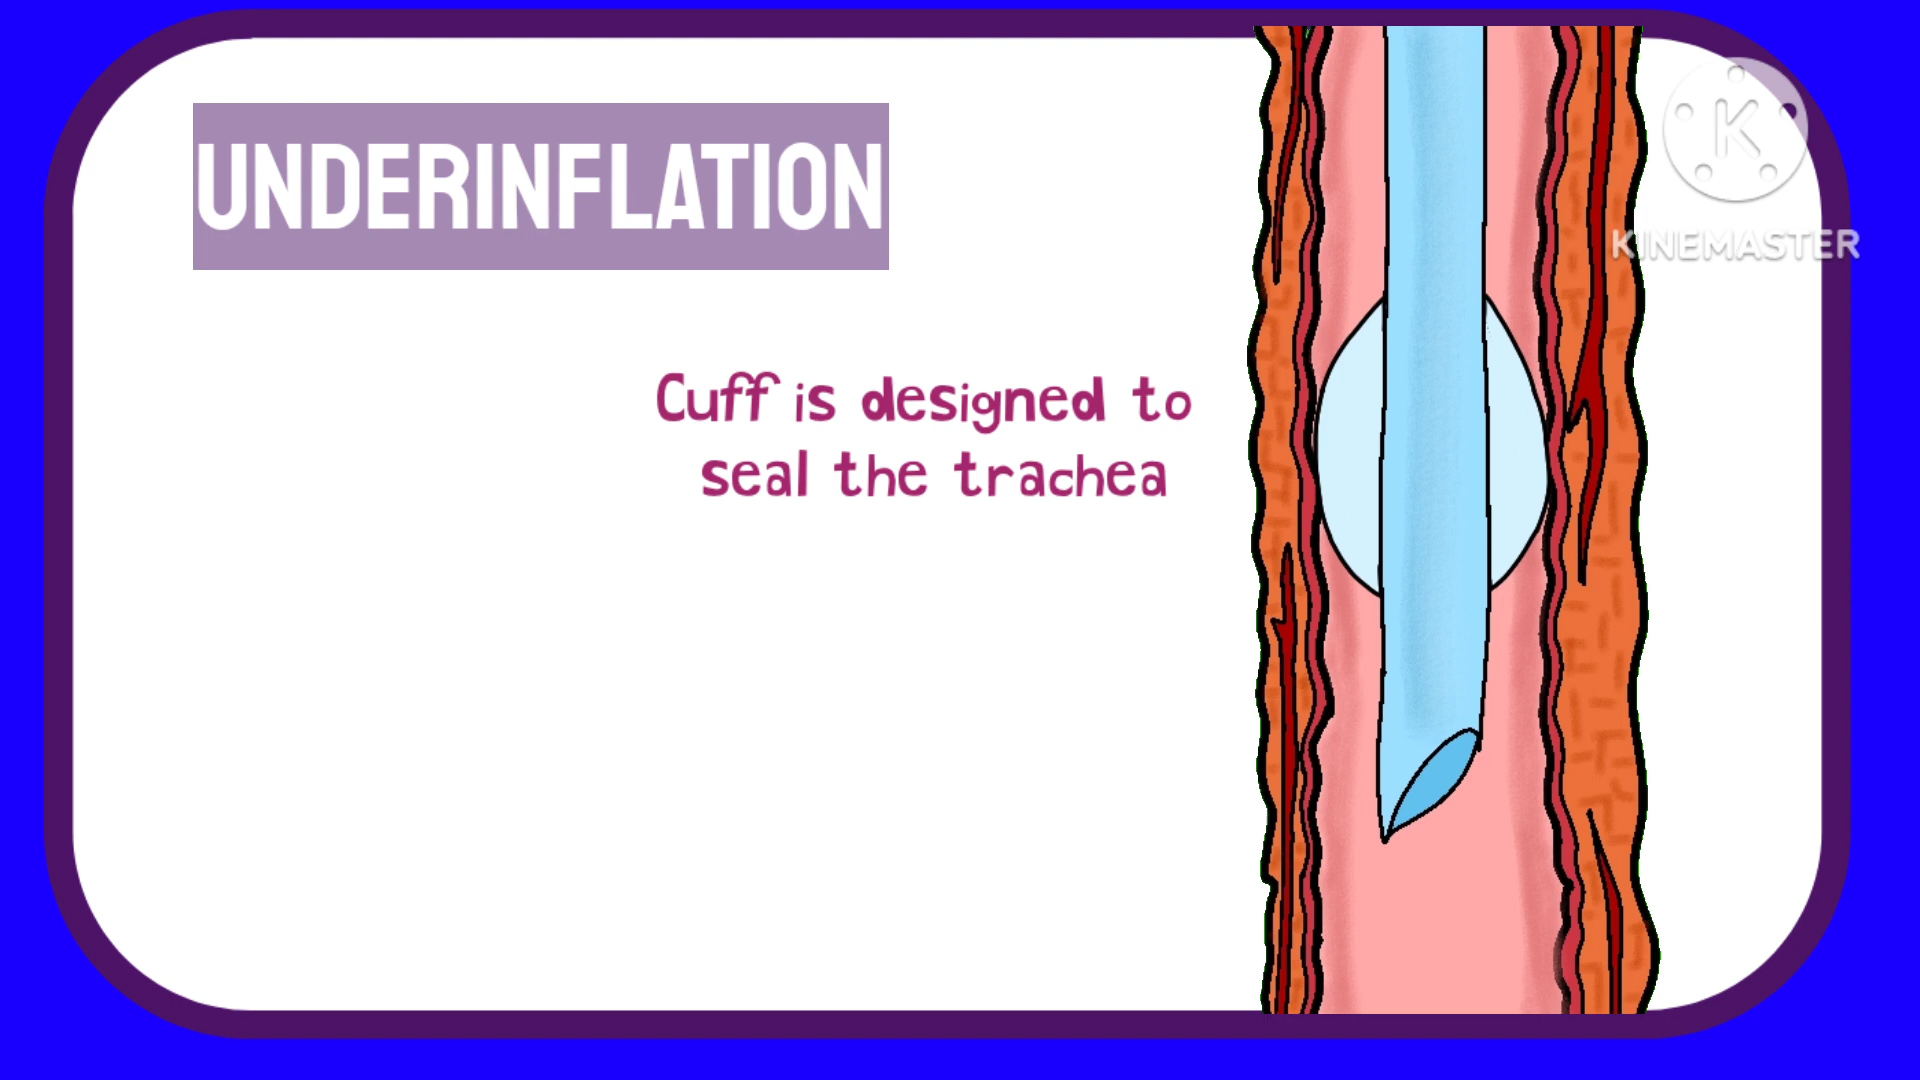 UNDERINFLATION
K
KINEMASTER
Cuff is designed to
seal the trachea